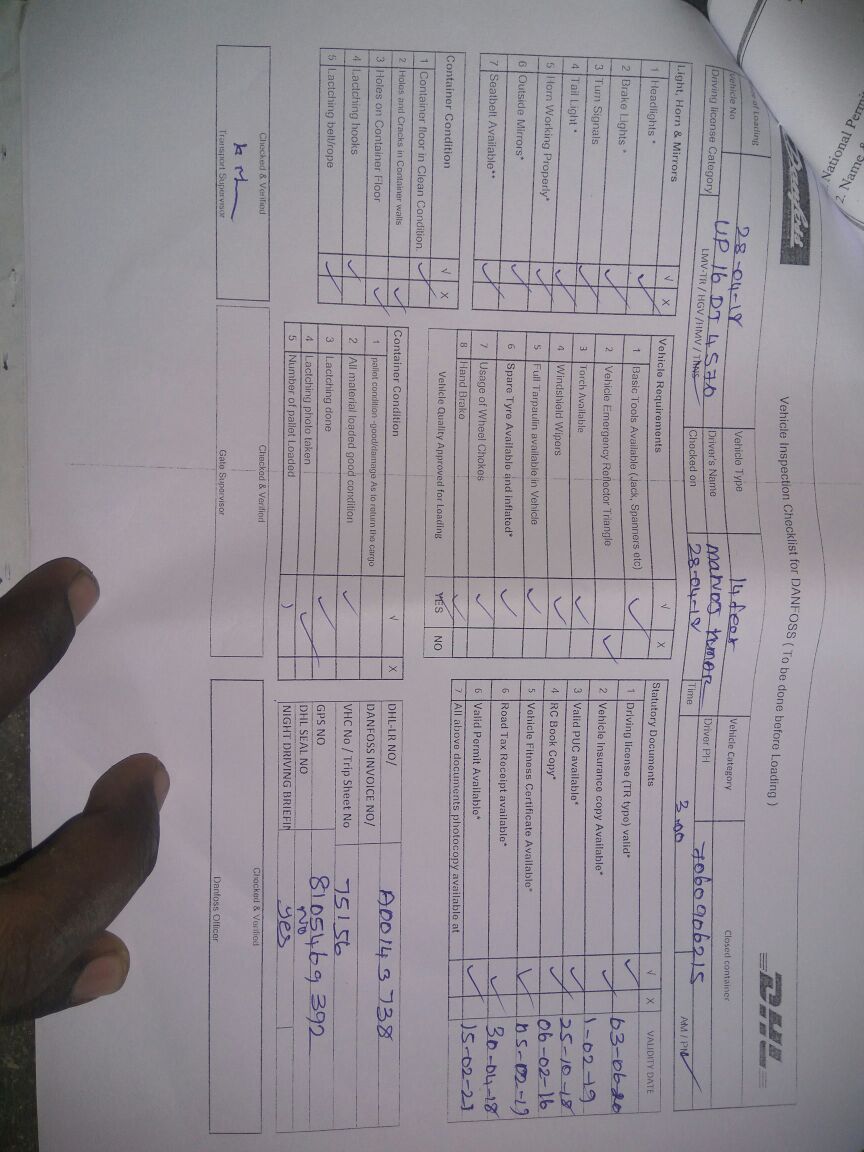 National Permit
2. Name &
Danfoss
Vehicle Inspection Checklist for DANFOSS ( To be done before Loading )
DHL
of Loading 28-04-18 Vehicle Type 14 feet Vehicle Category Closed container
Vehicle No UP 16 DT 4570 Driver's Name MANOJ KMAR Driver PH 7060906215
Driving license Category LMV-TR / HGV /HMV / TRNS Checked on 28-04-18 Time 3.00 AM / PM
Light, Horn & Mirrors √ X
1 Headlights * ✓
2 Brake Lights * ✓
3 Turn Signals ✓
4 Tail Light * ✓
5 Horn Working Properly* ✓
6 Outside Mirrors* ✓
7 Seatbelt Available** ✓
Vehicle Requirements √ X
1 Basic Tools Available (Jack, Spanners etc) ✓
2 Vehicle Emergency Reflector Triangle ✓
3 Torch Available ✓
4 Windshield Wipers ✓
5 Full Tarpaulin available in Vehicle ✓
6 Spare Tyre Available and Inflated* ✓
7 Usage of Wheel Chokes ✓
8 Hand Brake ✓
Vehicle Quality Approved for Loading YES NO
Statutory Documents √ X VALIDITY DATE
1 Driving license (TR type) valid* ✓ 03-06-20
2 Vehicle Insurance copy Available* ✓ 1-02-19
3 Valid PUC available* ✓ 25-10-18
4 RC Book Copy* ✓ 06-02-16
5 Vehicle Fitness Certificate Available* ✓ 05-02-19
6 Road Tax Receipt available* ✓ 30-04-18
6 Valid Permit Available* ✓ 15-02-21
7 All above documents photocopy available at
Container Condition √ X
1 Container floor in Clean Condition. ✓
2 Holes and Cracks in Container walls ✓
3 Holes on Container Floor ✓
4 Lactching hooks ✓
5 Lactching belt/rope ✓
Container Condition √ X
1 pallet condition -good/damage As to return the cargo
2 All material loaded good condition ✓
3 Lactching done ✓
4 Lactching photo taken ✓
5 Number of pallet Loaded
DHL-LR NO/
DANFOSS INVOICE NO/ A00143738
VHC No / Trip Sheet No 75156
GPS NO 8105469392
DHL SEAL NO No
NIGHT DRIVING BRIEFIN yes
Checked & Verified
Transport Supervisor
Checked & Verified
Gate Supervisor
Checked & Verified
Danfoss Officer